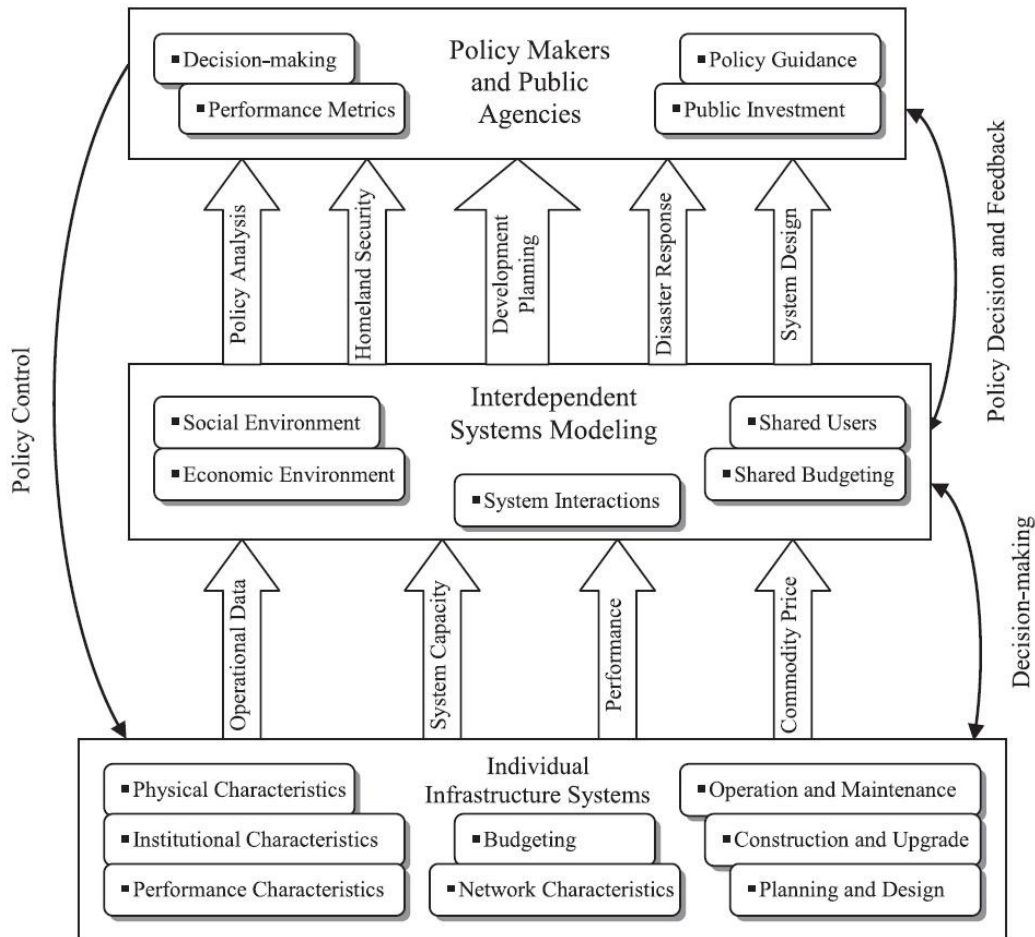 Policy Makers
and Public
Agencies
▪ Decision-making
▪ Performance Metrics
▪ Policy Guidance
▪ Public Investment
Policy Analysis
Homeland Security
Development
Planning
Disaster Response
System Design
Policy Control
Policy Decision and Feedback
Interdependent
Systems Modeling
▪ Social Environment
▪ Economic Environment
▪ System Interactions
▪ Shared Users
▪ Shared Budgeting
Operational Data
System Capacity
Performance
Commodity Price
Decision-making
Individual
Infrastructure Systems
▪ Physical Characteristics
▪ Institutional Characteristics
▪ Performance Characteristics
▪ Budgeting
▪ Network Characteristics
▪ Operation and Maintenance
▪ Construction and Upgrade
▪ Planning and Design